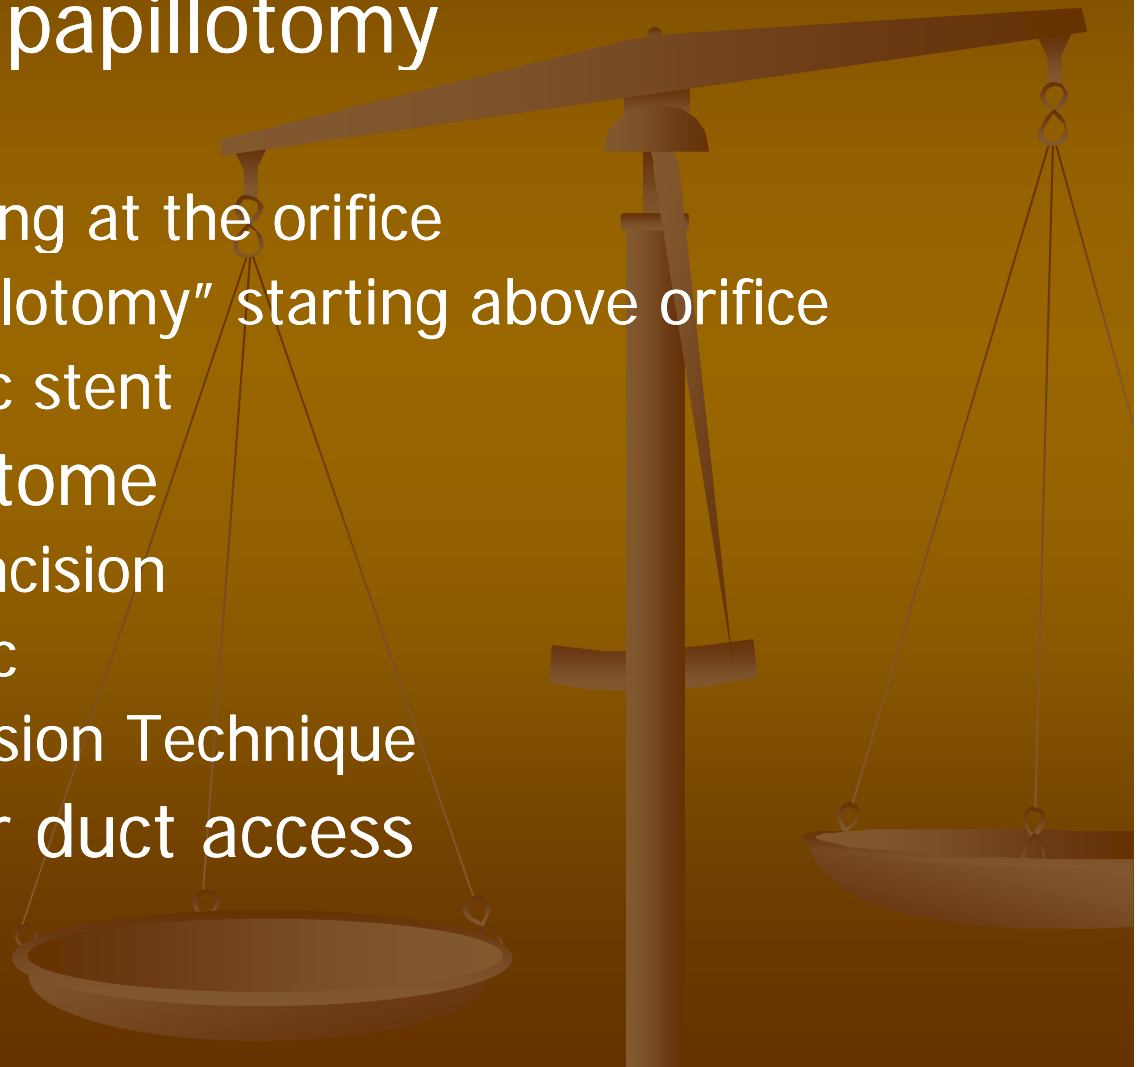 papillotomy
ng at the orifice
lotomy” starting above orifice
c stent
tome
ncision
c
sion Technique
r duct access